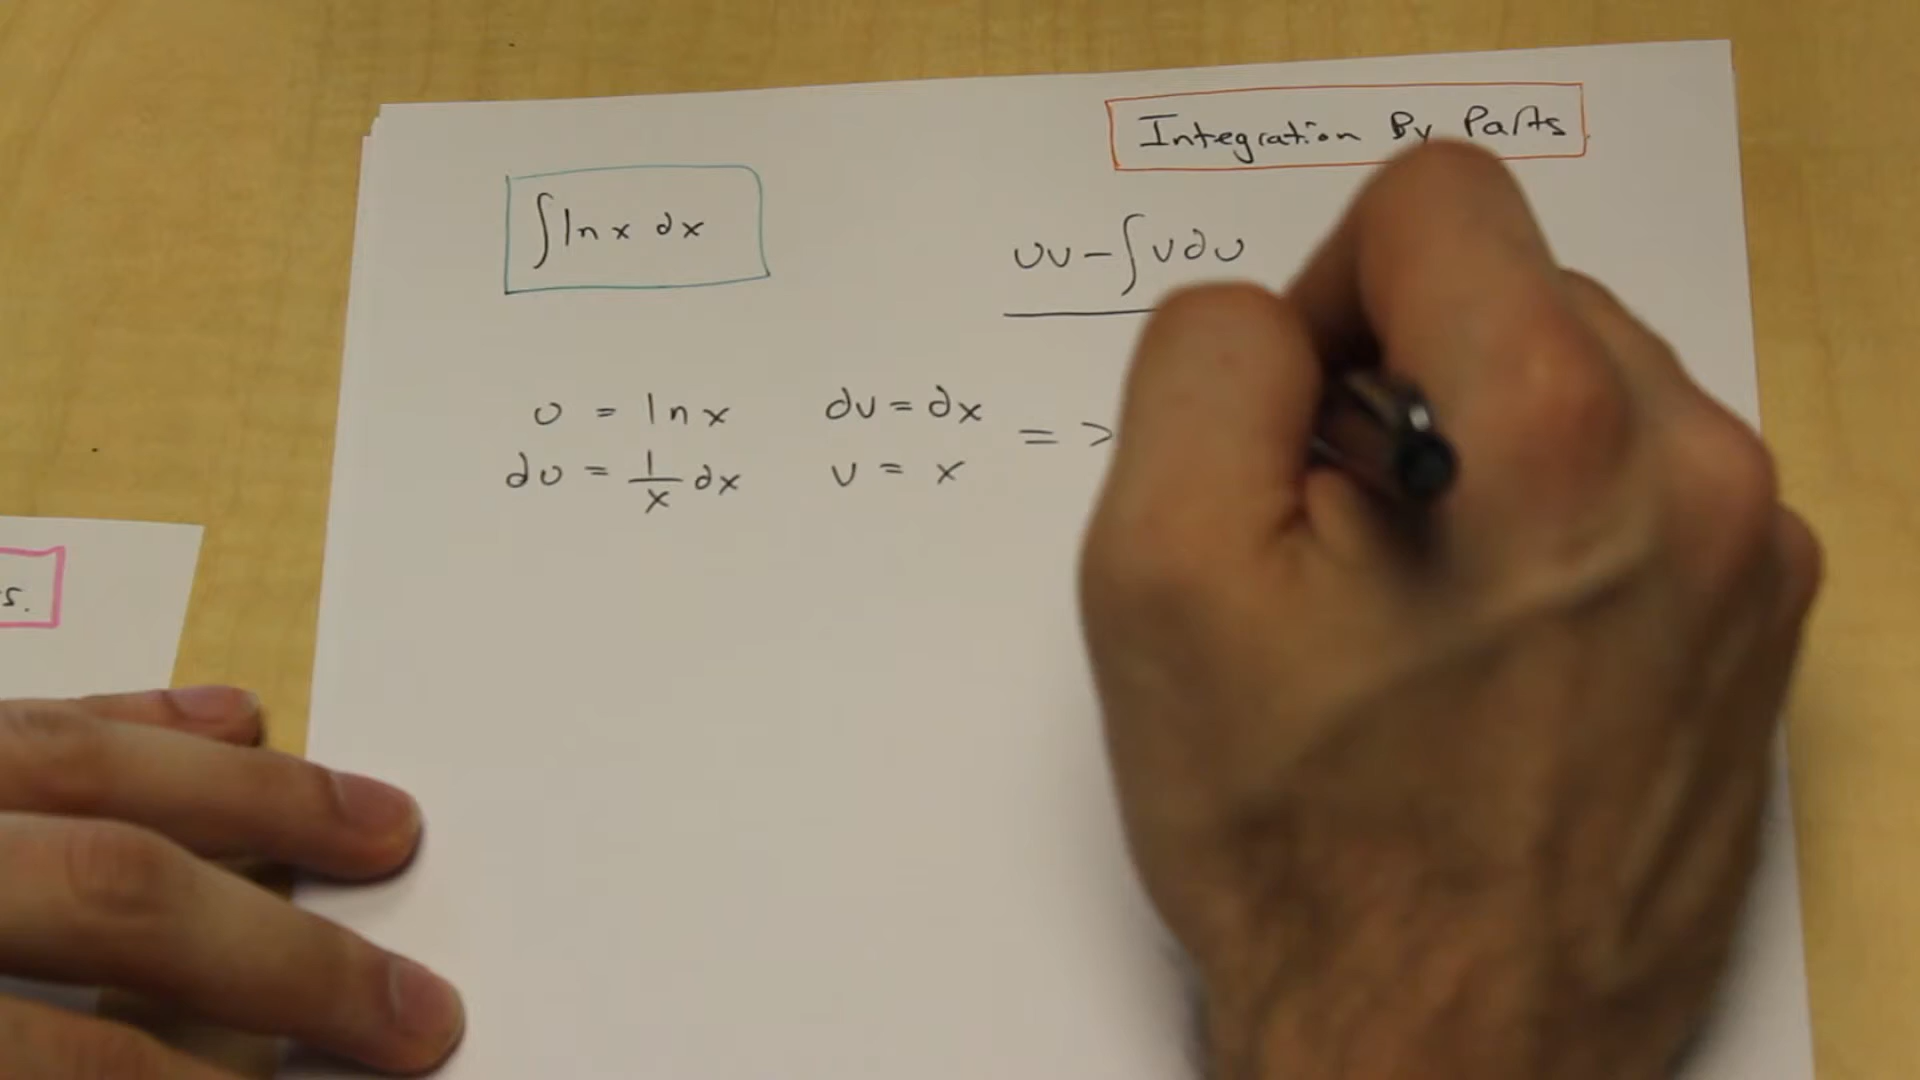 Integration By Parts
∫ln x dx
uv - ∫v du
u = ln x dv = dx
=>
du = 1/x dx v = x
s.